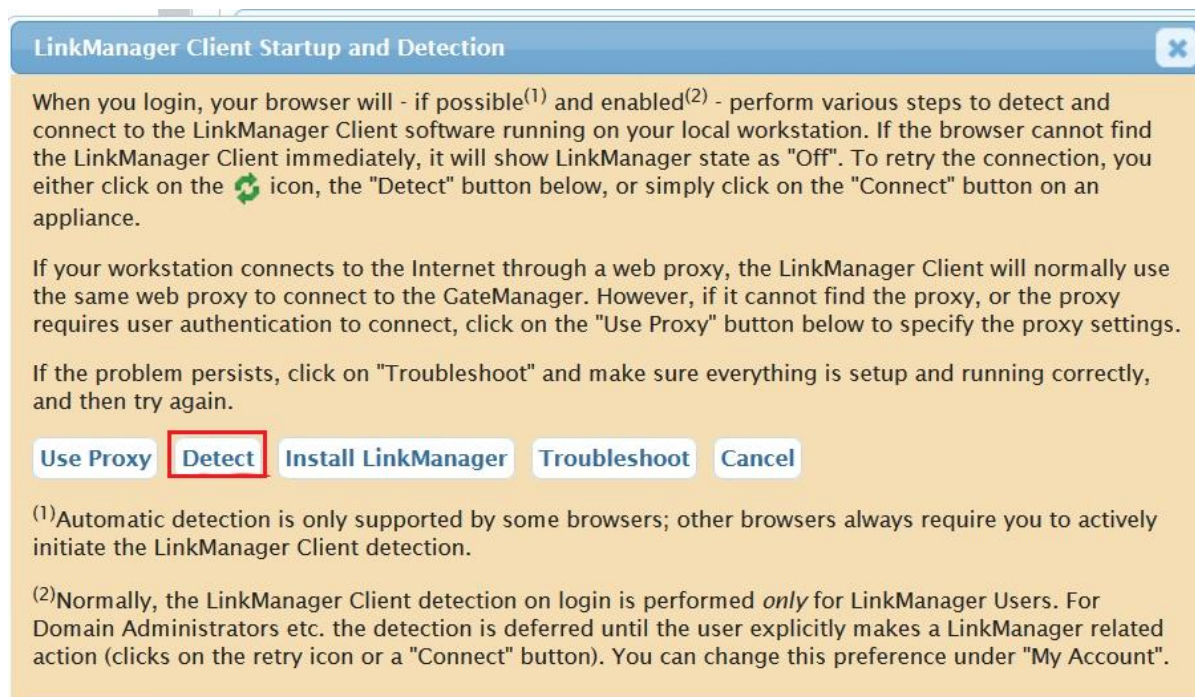 LinkManager Client Startup and Detection
When you login, your browser will - if possible(1) and enabled(2) - perform various steps to detect and
connect to the LinkManager Client software running on your local workstation. If the browser cannot find
the LinkManager Client immediately, it will show LinkManager state as "Off". To retry the connection, you
either click on the icon, the "Detect" button below, or simply click on the "Connect" button on an
appliance.
If your workstation connects to the Internet through a web proxy, the LinkManager Client will normally use
the same web proxy to connect to the GateManager. However, if it cannot find the proxy, or the proxy
requires user authentication to connect, click on the "Use Proxy" button below to specify the proxy settings.
If the problem persists, click on "Troubleshoot" and make sure everything is setup and running correctly,
and then try again.
Use Proxy Detect Install LinkManager Troubleshoot Cancel
(1)Automatic detection is only supported by some browsers; other browsers always require you to actively
initiate the LinkManager Client detection.
(2)Normally, the LinkManager Client detection on login is performed only for LinkManager Users. For
Domain Administrators etc. the detection is deferred until the user explicitly makes a LinkManager related
action (clicks on the retry icon or a "Connect" button). You can change this preference under "My Account".